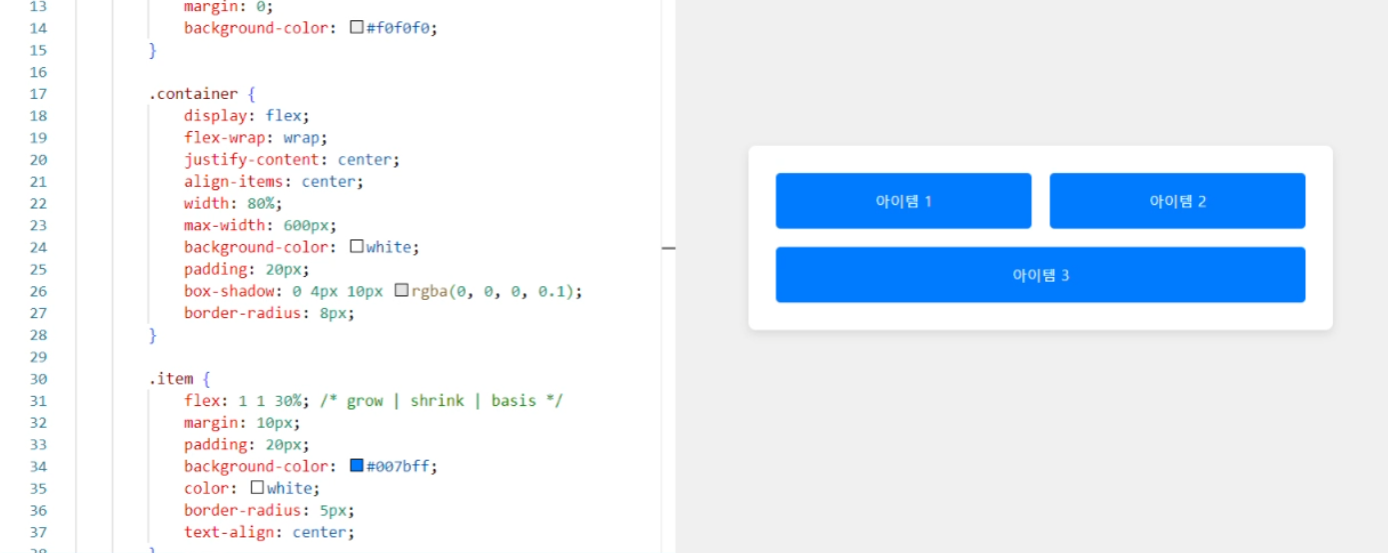 13 margin: 0;
14 background-color: #f0f0f0;
15 }
16
17 .container {
18 display: flex;
19 flex-wrap: wrap;
20 justify-content: center;
21 align-items: center;
22 width: 80%;
23 max-width: 600px;
24 background-color: white;
25 padding: 20px;
26 box-shadow: 0 4px 10px rgba(0, 0, 0, 0.1);
27 border-radius: 8px;
28 }
29
30 .item {
31 flex: 1 1 30%; /* grow | shrink | basis */
32 margin: 10px;
33 padding: 20px;
34 background-color: #007bff;
35 color: white;
36 border-radius: 5px;
37 text-align: center;
38 }
아이템 1
아이템 2
아이템 3